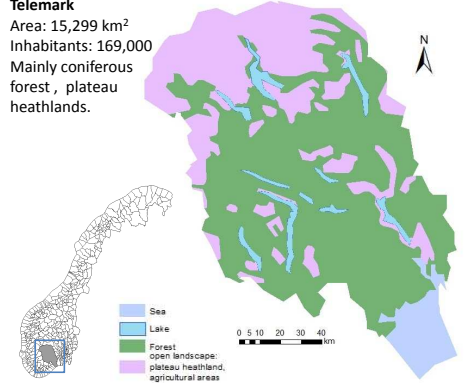 Telemark
Area: 15,299 km²
Inhabitants: 169,000
Mainly coniferous
forest , plateau
heathlands.
N
Sea
Lake
Forest
open landscape:
plateau heathland,
agricultural areas
0 5 10 20 30 40
km